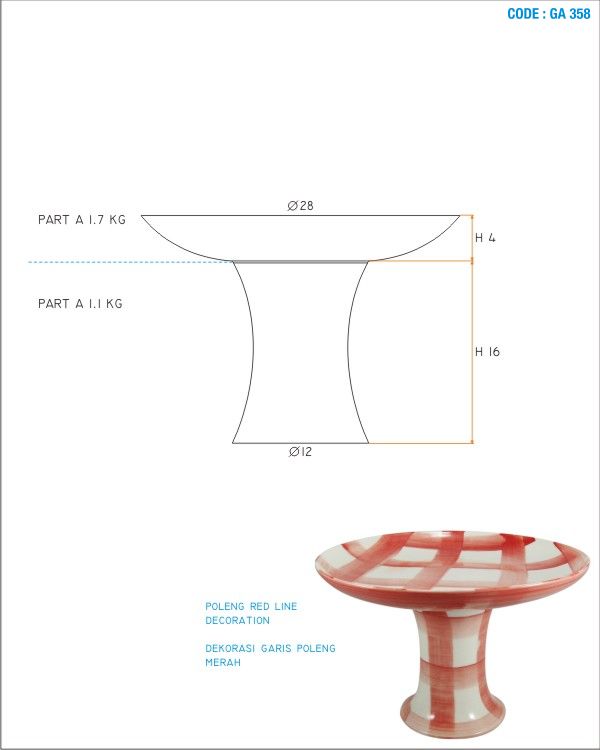 CODE : GA 358
Ø28
PART A 1.7 KG
H 4
PART A 1.1 KG
H 16
Ø12
POLENG RED LINE
DECORATION
DEKORASI GARIS POLENG
MERAH